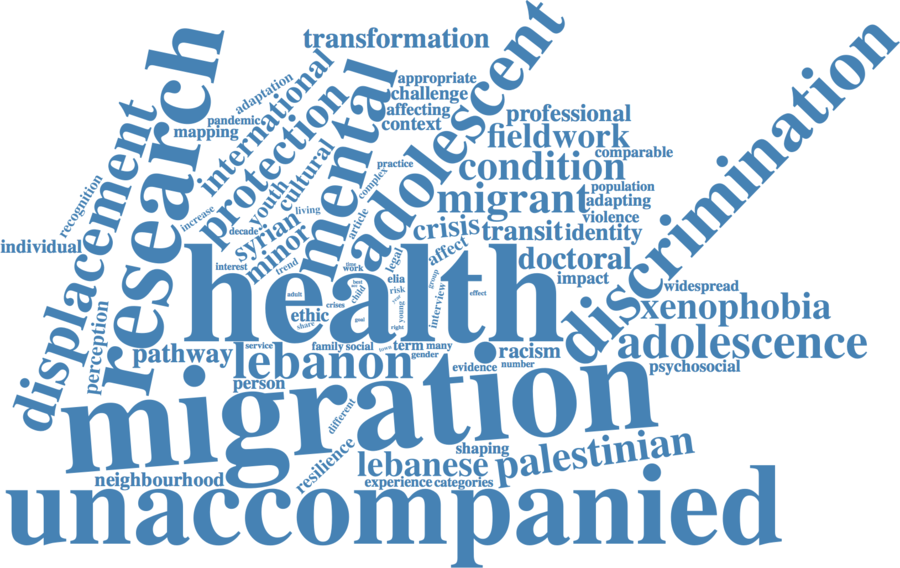 transformation
adolescent
discrimination
research
international
adaptation
mental
appropriate
challenge
affecting
context
pandemic
mapping
displacement
protection
professional
fieldwork
comparable
condition
practice
complex
cultural
youth
recognition
increase
living
decade
syrian
minor
article
migrant
population
adapting
violence
crisis
transit
identity
individual
affect
doctoral
impact
legal
interest
trend
work
health
elia
risk
child
group
interview
effect
adult
widespread
xenophobia
ethic
share
crises
goal
young
year
right
perception
pathway
service
family
social
town
term
many
gender
racism
adolescence
lebanon
evidence
number
psychosocial
person
migration
different
resilience
shaping
lebanese
palestinian
neighbourhood
experience
categories
unaccompanied